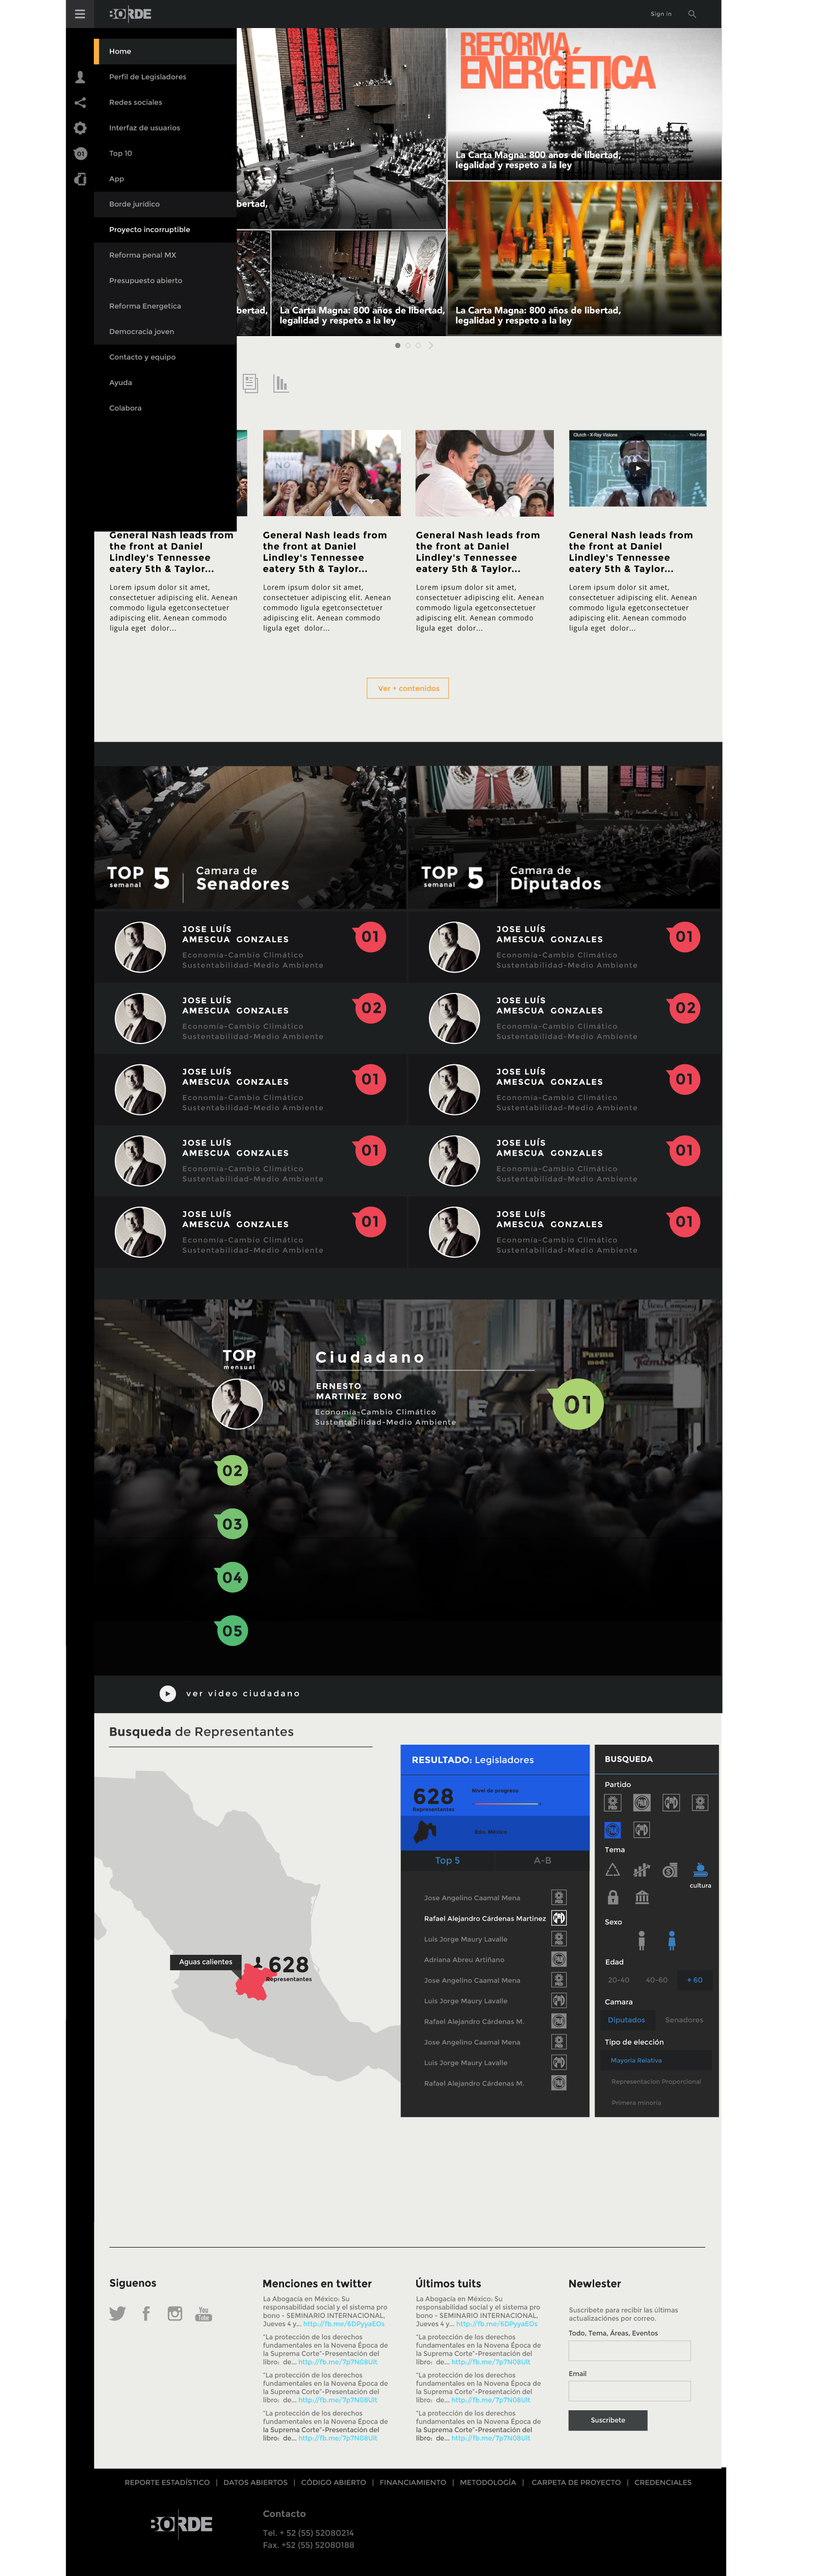 BORDE
Sign in
Home
Perfil de Legisladores
Redes sociales
Interfaz de usuarios
Top 10
App
Borde jurídico
Proyecto incorruptible
Reforma penal MX
Presupuesto abierto
Reforma Energetica
Democracia joven
Contacto y equipo
Ayuda
Colabora
01
REFORMA
ENERGÉTICA
La Carta Magna: 800 años de libertad,
legalidad y respeto a la ley
bertad,
bertad,
La Carta Magna: 800 años de libertad,
legalidad y respeto a la ley
La Carta Magna: 800 años de libertad,
legalidad y respeto a la ley
NO
Clutch - X-Ray Visions
YouTube
General Nash leads from
the front at Daniel
Lindley's Tennessee
eatery 5th & Taylor...
Lorem ipsum dolor sit amet,
consectetuer adipiscing elit. Aenean
commodo ligula egetconsectetuer
adipiscing elit. Aenean commodo
ligula eget dolor...
General Nash leads from
the front at Daniel
Lindley's Tennessee
eatery 5th & Taylor...
Lorem ipsum dolor sit amet,
consectetuer adipiscing elit. Aenean
commodo ligula egetconsectetuer
adipiscing elit. Aenean commodo
ligula eget dolor...
General Nash leads from
the front at Daniel
Lindley's Tennessee
eatery 5th & Taylor...
Lorem ipsum dolor sit amet,
consectetuer adipiscing elit. Aenean
commodo ligula egetconsectetuer
adipiscing elit. Aenean commodo
ligula eget dolor...
General Nash leads from
the front at Daniel
Lindley's Tennessee
eatery 5th & Taylor...
Lorem ipsum dolor sit amet,
consectetuer adipiscing elit. Aenean
commodo ligula egetconsectetuer
adipiscing elit. Aenean commodo
ligula eget dolor...
Ver + contenidos
TOP 5
semanal
Camara de
Senadores
JOSE LUÍS
AMESCUA GONZALES
Economía-Cambio Climático
Sustentabilidad-Medio Ambiente
01
JOSE LUÍS
AMESCUA GONZALES
Economía-Cambio Climático
Sustentabilidad-Medio Ambiente
02
JOSE LUÍS
AMESCUA GONZALES
Economía-Cambio Climático
Sustentabilidad-Medio Ambiente
01
JOSE LUÍS
AMESCUA GONZALES
Economía-Cambio Climático
Sustentabilidad-Medio Ambiente
01
JOSE LUÍS
AMESCUA GONZALES
Economía-Cambio Climático
Sustentabilidad-Medio Ambiente
01
TOP 5
semanal
Camara de
Diputados
JOSE LUÍS
AMESCUA GONZALES
Economía-Cambio Climático
Sustentabilidad-Medio Ambiente
01
JOSE LUÍS
AMESCUA GONZALES
Economía-Cambio Climático
Sustentabilidad-Medio Ambiente
02
JOSE LUÍS
AMESCUA GONZALES
Economía-Cambio Climático
Sustentabilidad-Medio Ambiente
01
JOSE LUÍS
AMESCUA GONZALES
Economía-Cambio Climático
Sustentabilidad-Medio Ambiente
01
JOSE LUÍS
AMESCUA GONZALES
Economía-Cambio Climático
Sustentabilidad-Medio Ambiente
01
Parma
TOP
mensual
Ciudadano
ERNESTO
MARTINEZ BONO
Economía-Cambio Climático
Sustentabilidad-Medio Ambiente
01
02
03
04
05
ver video ciudadano
Busqueda de Representantes
Aguas calientes
628
Representantes
RESULTADO: Legisladores
628
Representantes
Nivel de progreso
Edo. México
Top 5
A-B
Jose Angelino Caamal Mena
Rafael Alejandro Cárdenas Martinez
Luis Jorge Maury Lavalle
Adriana Abreu Artiñano
Jose Angelino Caamal Mena
Luis Jorge Maury Lavalle
Rafael Alejandro Cárdenas M.
Jose Angelino Caamal Mena
Luis Jorge Maury Lavalle
Rafael Alejandro Cárdenas M.
BUSQUEDA
Partido
Tema
cultura
Sexo
Edad
20-40
40-60
+ 60
Camara
Diputados
Senadores
Tipo de elección
Mayoria Relativa
Representacion Proporcional
Primera minoria
Siguenos
You
Tube
Menciones en twitter
La Abogacía en México: Su
responsabilidad social y el sistema pro
bono - SEMINARIO INTERNACIONAL,
Jueves 4 y... http://fb.me/6DPyyaEOs
"La protección de los derechos
fundamentales en la Novena Época de
la Suprema Corte"-Presentación del
libro: de... http://fb.me/7p7N08Ult
"La protección de los derechos
fundamentales en la Novena Época de
la Suprema Corte"-Presentación del
libro: de... http://fb.me/7p7N08Ult
"La protección de los derechos
fundamentales en la Novena Época de
la Suprema Corte"-Presentación del
libro: de... http://fb.me/7p7N08Ult
Últimos tuits
La Abogacía en México: Su
responsabilidad social y el sistema pro
bono - SEMINARIO INTERNACIONAL,
Jueves 4 y... http://fb.me/6DPyyaEOs
"La protección de los derechos
fundamentales en la Novena Época de
la Suprema Corte"-Presentación del
libro: de... http://fb.me/7p7N08Ult
"La protección de los derechos
fundamentales en la Novena Época de
la Suprema Corte"-Presentación del
libro: de... http://fb.me/7p7N08Ult
"La protección de los derechos
fundamentales en la Novena Época de
la Suprema Corte"-Presentación del
libro: de... http://fb.me/7p7N08Ult
Newlester
Suscribete para recibir las últimas
actualizaciónes por correo.
Todo, Tema, Áreas, Eventos
Email
Suscribete
REPORTE ESTADÍSTICO | DATOS ABIERTOS | CÓDIGO ABIERTO | FINANCIAMIENTO | METODOLOGÍA | CARPETA DE PROYECTO | CREDENCIALES
BORDE
Contacto
Tel. + 52 (55) 52080214
Fax. +52 (55) 52080188